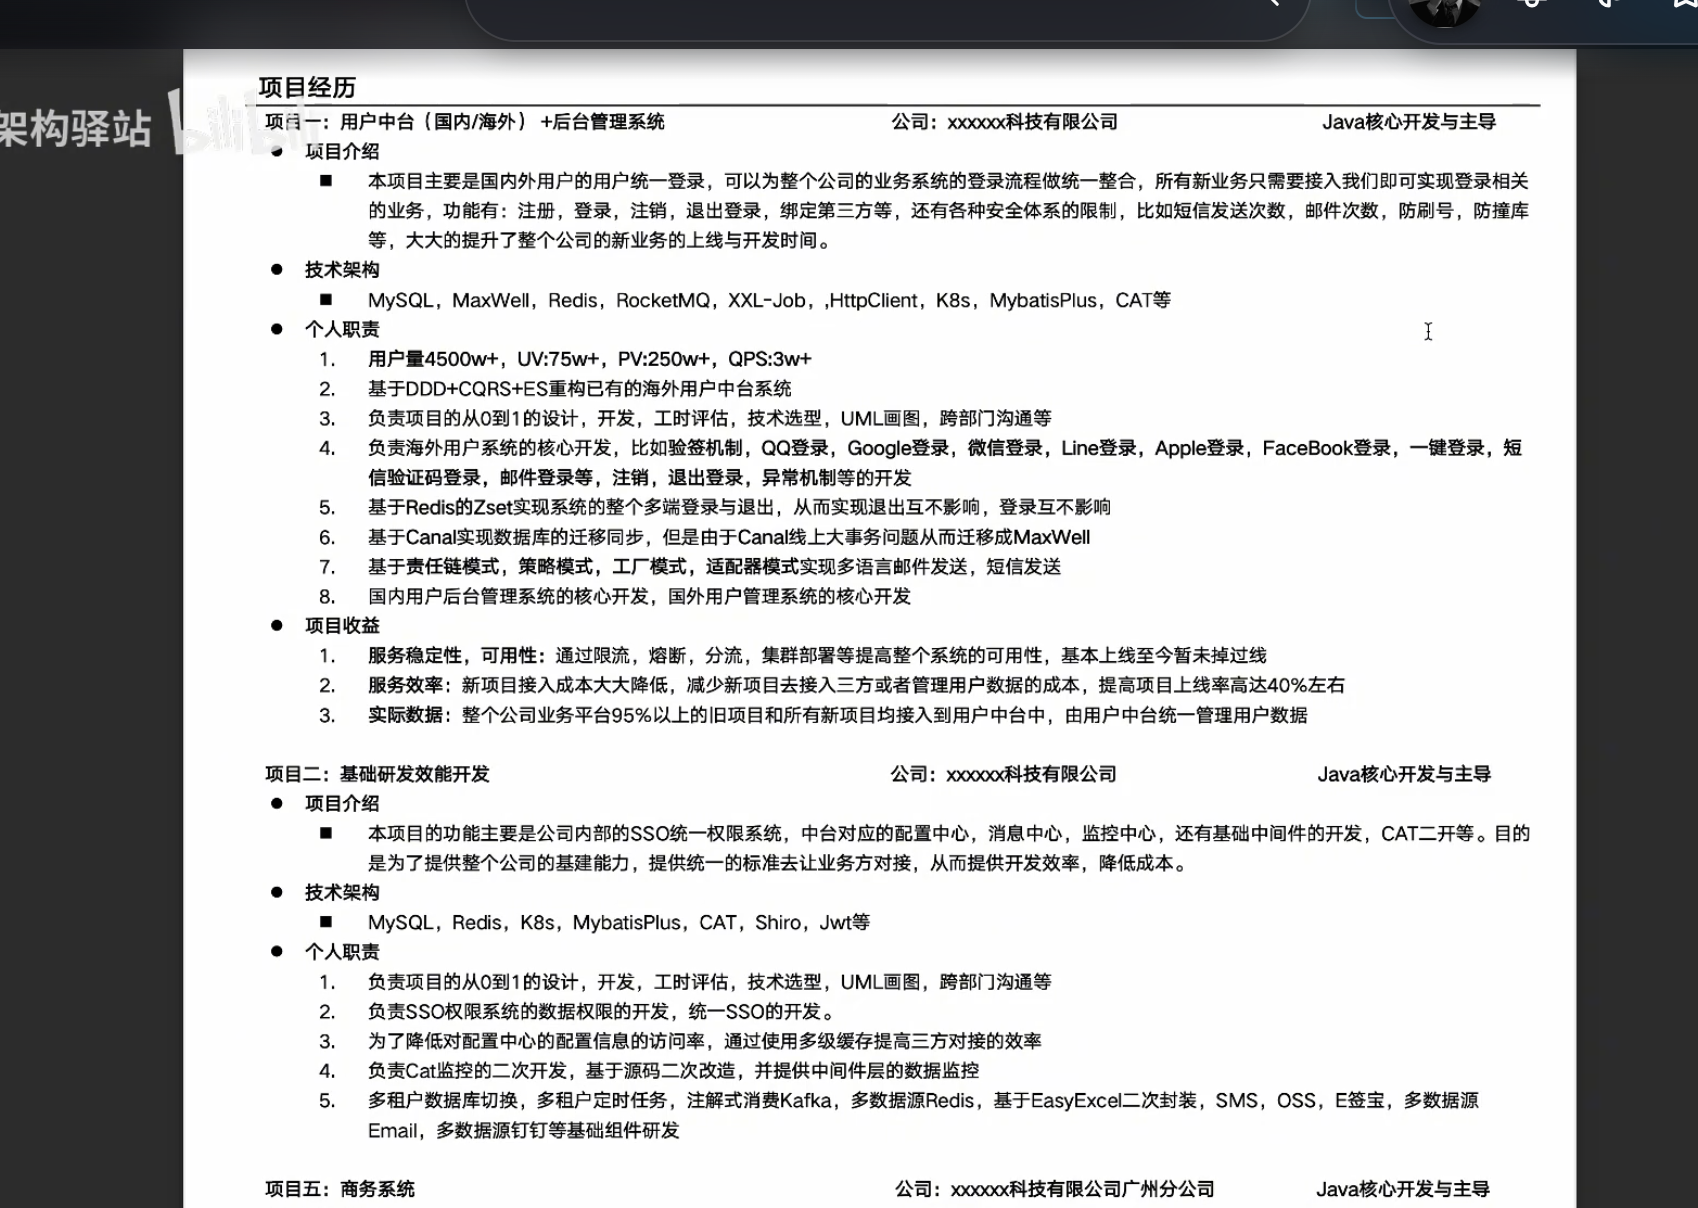 架构驿站 bilibili
项目经历
项目一：用户中台（国内/海外） +后台管理系统 公司：xxxxxx科技有限公司 Java核心开发与主导
● 项目介绍
■ 本项目主要是国内外用户的用户统一登录，可以为整个公司的业务系统的登录流程做统一整合，所有新业务只需要接入我们即可实现登录相关
的业务，功能有：注册，登录，注销，退出登录，绑定第三方等，还有各种安全体系的限制，比如短信发送次数，邮件次数，防刷号，防撞库
等，大大的提升了整个公司的新业务的上线与开发时间。
● 技术架构
■ MySQL，MaxWell，Redis，RocketMQ，XXL-Job，,HttpClient，K8s，MybatisPlus，CAT等
● 个人职责
1. 用户量4500w+，UV:75w+，PV:250w+，QPS:3w+
2. 基于DDD+CQRS+ES重构已有的海外用户中台系统
3. 负责项目的从0到1的设计，开发，工时评估，技术选型，UML画图，跨部门沟通等
4. 负责海外用户系统的核心开发，比如验签机制，QQ登录，Google登录，微信登录，Line登录，Apple登录，FaceBook登录，一键登录，短
信验证码登录，邮件登录等，注销，退出登录，异常机制等的开发
5. 基于Redis的Zset实现系统的整个多端登录与退出，从而实现退出互不影响，登录互不影响
6. 基于Canal实现数据库的迁移同步，但是由于Canal线上大事务问题从而迁移成MaxWell
7. 基于责任链模式，策略模式，工厂模式，适配器模式实现多语言邮件发送，短信发送
8. 国内用户后台管理系统的核心开发，国外用户管理系统的核心开发
● 项目收益
1. 服务稳定性，可用性：通过限流，熔断，分流，集群部署等提高整个系统的可用性，基本上线至今暂未掉过线
2. 服务效率：新项目接入成本大大降低，减少新项目去接入三方或者管理用户数据的成本，提高项目上线率高达40%左右
3. 实际数据：整个公司业务平台95%以上的旧项目和所有新项目均接入到用户中台中，由用户中台统一管理用户数据
项目二：基础研发效能开发 公司：xxxxxx科技有限公司 Java核心开发与主导
● 项目介绍
■ 本项目的功能主要是公司内部的SSO统一权限系统，中台对应的配置中心，消息中心，监控中心，还有基础中间件的开发，CAT二开等。目的
是为了提供整个公司的基建能力，提供统一的标准去让业务方对接，从而提供开发效率，降低成本。
● 技术架构
■ MySQL，Redis，K8s，MybatisPlus，CAT，Shiro，Jwt等
● 个人职责
1. 负责项目的从0到1的设计，开发，工时评估，技术选型，UML画图，跨部门沟通等
2. 负责SSO权限系统的数据权限的开发，统一SSO的开发。
3. 为了降低对配置中心的配置信息的访问率，通过使用多级缓存提高三方对接的效率
4. 负责Cat监控的二次开发，基于源码二次改造，并提供中间件层的数据监控
5. 多租户数据库切换，多租户定时任务，注解式消费Kafka，多数据源Redis，基于EasyExcel二次封装，SMS，OSS，E签宝，多数据源
Email，多数据源钉钉等基础组件研发
项目五：商务系统 公司：xxxxxx科技有限公司广州分公司 Java核心开发与主导